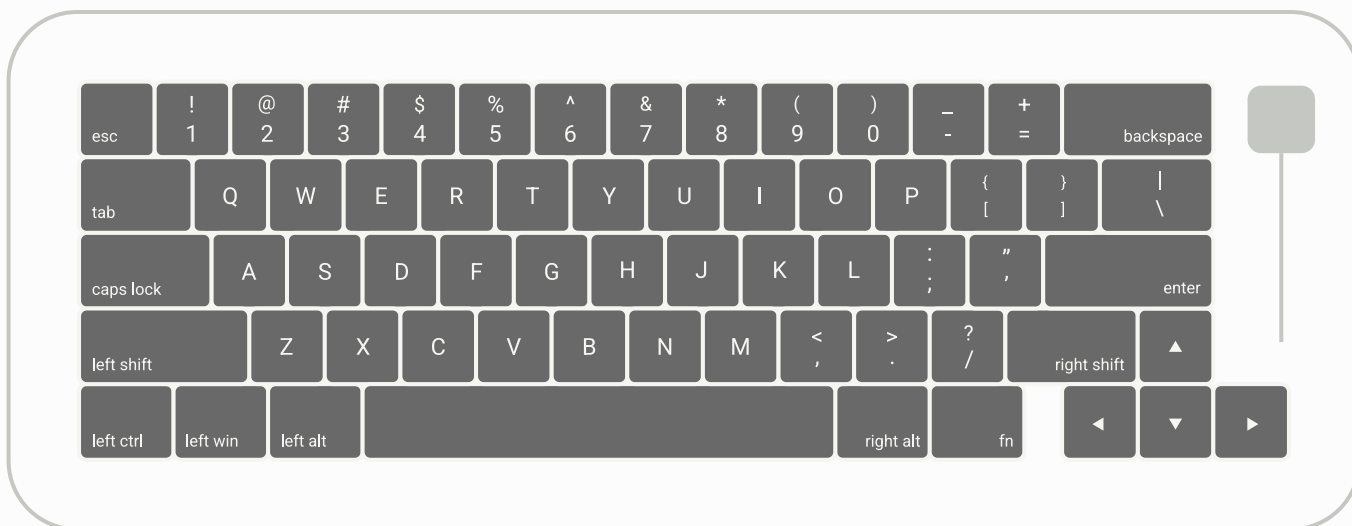 ! @ # $ % ^ & * ( ) _ +
esc 1 2 3 4 5 6 7 8 9 0 - = backspace
{ } |
tab Q W E R T Y U I O P [ ] \
: ”
caps lock A S D F G H J K L ; ’ enter
< > ?
left shift Z X C V B N M , . / right shift ▲
left ctrl left win left alt right alt fn ◀ ▼ ▶